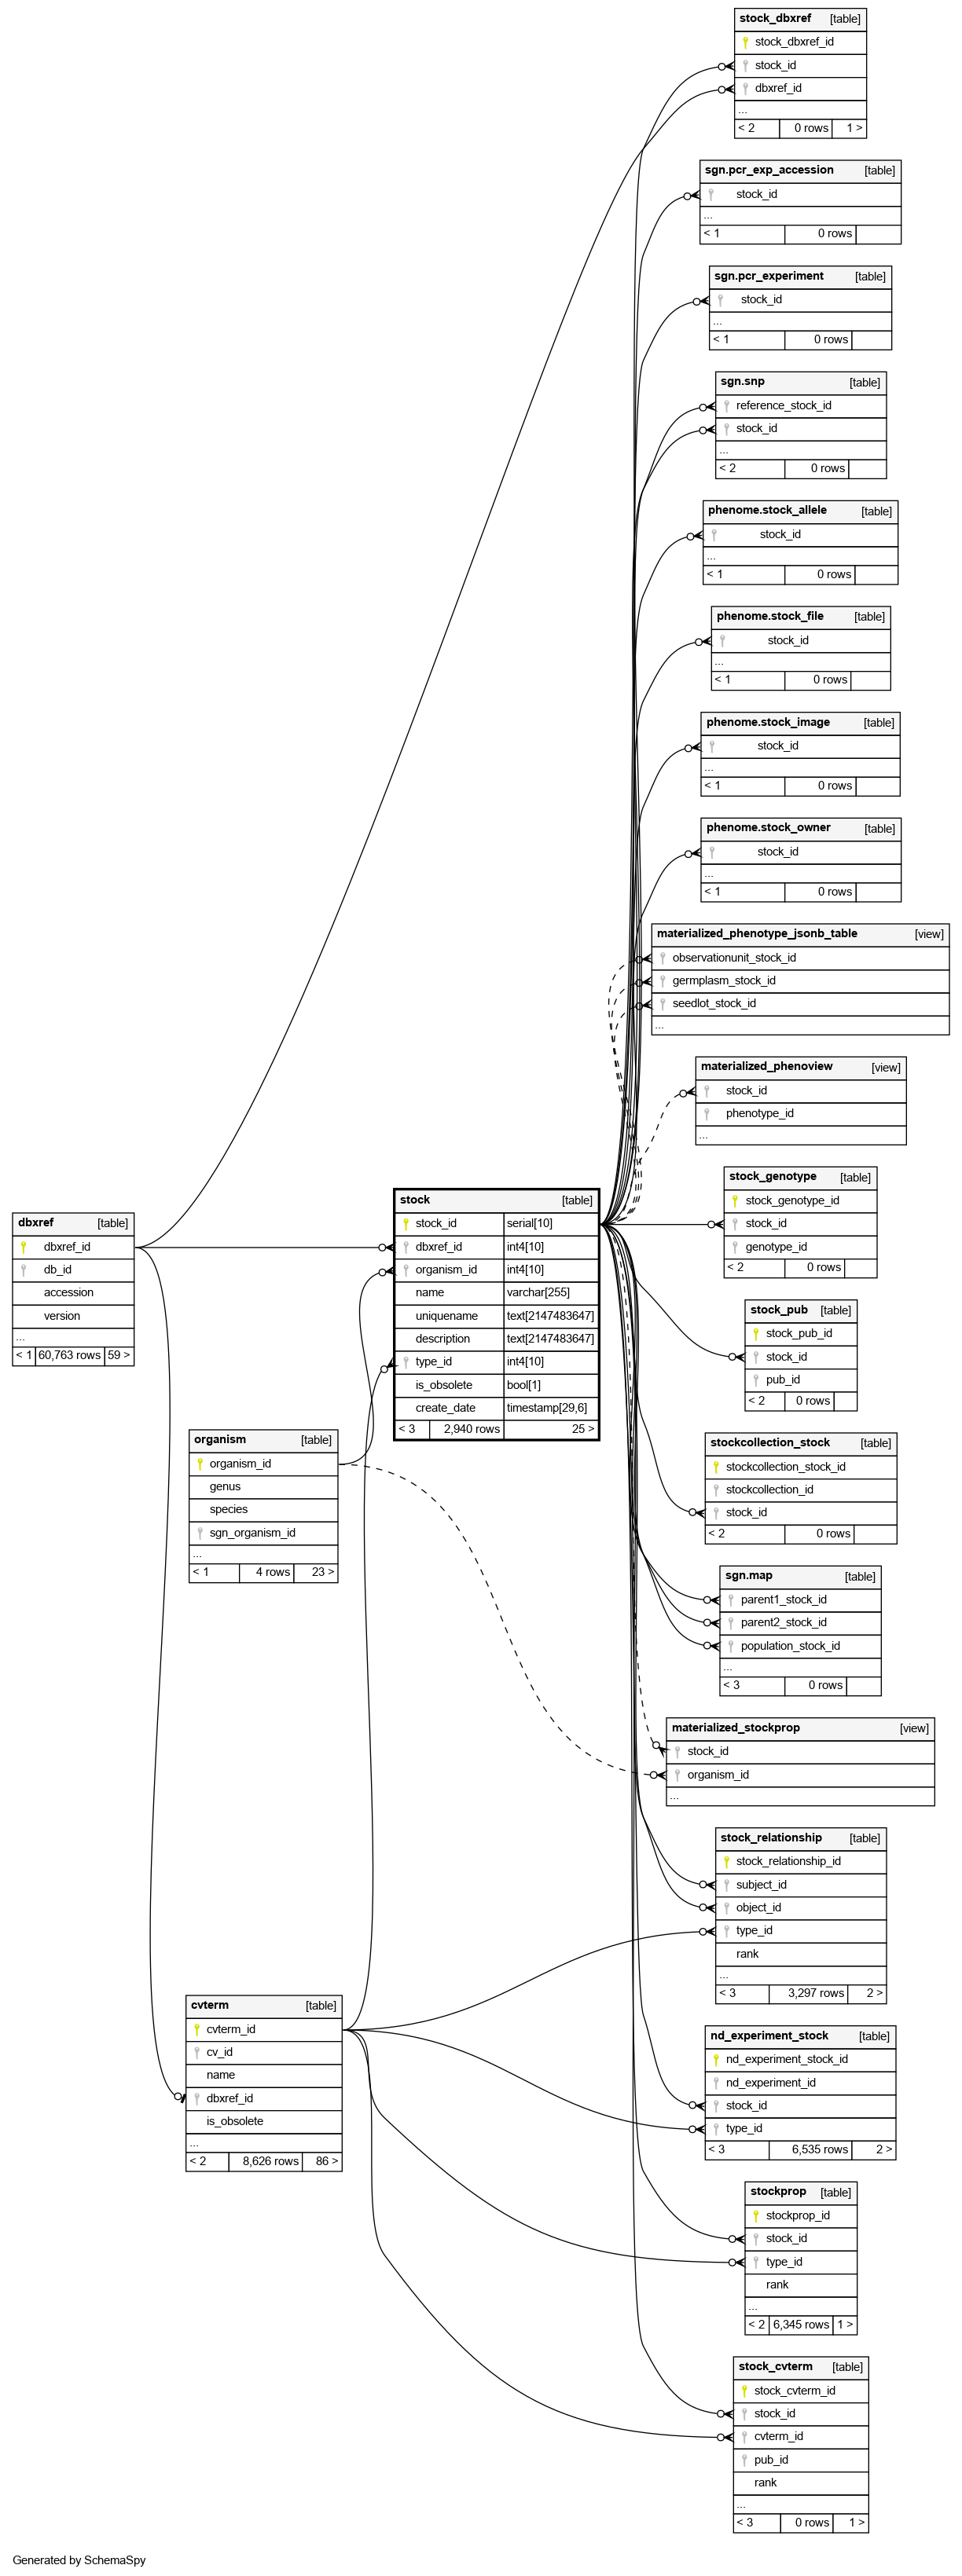 stock_dbxref [table]
stock_dbxref_id
stock_id
dbxref_id
...
< 2 0 rows 1 >
sgn.pcr_exp_accession [table]
stock_id
...
< 1 0 rows
sgn.pcr_experiment [table]
stock_id
...
< 1 0 rows
sgn.snp [table]
reference_stock_id
stock_id
...
< 2 0 rows
phenome.stock_allele [table]
stock_id
...
< 1 0 rows
phenome.stock_file [table]
stock_id
...
< 1 0 rows
phenome.stock_image [table]
stock_id
...
< 1 0 rows
phenome.stock_owner [table]
stock_id
...
< 1 0 rows
materialized_phenotype_jsonb_table [view]
observationunit_stock_id
germplasm_stock_id
seedlot_stock_id
...
materialized_phenoview [view]
stock_id
phenotype_id
...
stock_genotype [table]
stock_genotype_id
stock_id
genotype_id
< 2 0 rows
stock [table]
stock_id serial[10]
dbxref_id int4[10]
organism_id int4[10]
name varchar[255]
uniquename text[2147483647]
description text[2147483647]
type_id int4[10]
is_obsolete bool[1]
create_date timestamp[29,6]
< 3 2,940 rows 25 >
dbxref [table]
dbxref_id
db_id
accession
version
...
< 1 60,763 rows 59 >
stock_pub [table]
stock_pub_id
stock_id
pub_id
< 2 0 rows
organism [table]
organism_id
genus
species
sgn_organism_id
...
< 1 4 rows 23 >
stockcollection_stock [table]
stockcollection_stock_id
stockcollection_id
stock_id
< 2 0 rows
sgn.map [table]
parent1_stock_id
parent2_stock_id
population_stock_id
...
< 3 0 rows
materialized_stockprop [view]
stock_id
organism_id
...
stock_relationship [table]
stock_relationship_id
subject_id
object_id
type_id
rank
...
< 3 3,297 rows 2 >
cvterm [table]
cvterm_id
cv_id
name
dbxref_id
is_obsolete
...
< 2 8,626 rows 86 >
nd_experiment_stock [table]
nd_experiment_stock_id
nd_experiment_id
stock_id
type_id
< 3 6,535 rows 2 >
stockprop [table]
stockprop_id
stock_id
type_id
rank
...
< 2 6,345 rows 1 >
stock_cvterm [table]
stock_cvterm_id
stock_id
cvterm_id
pub_id
rank
...
< 3 0 rows 1 >
Generated by SchemaSpy